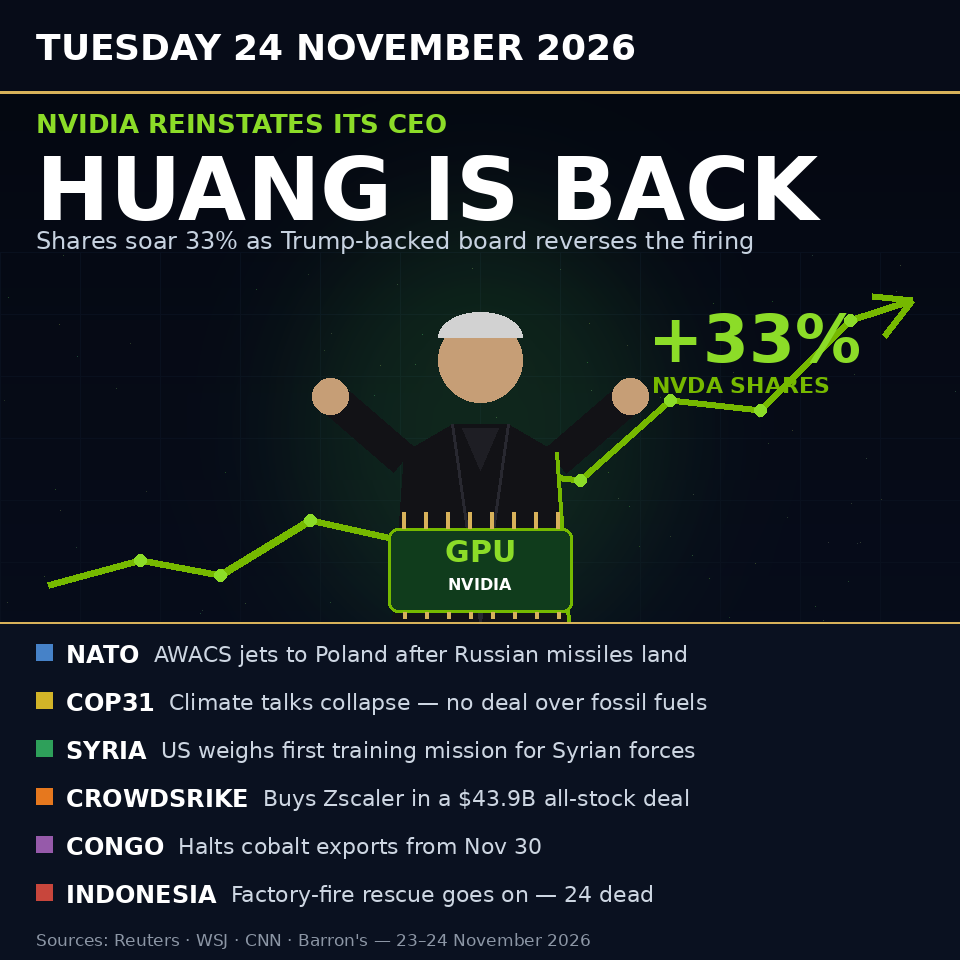 TUESDAY 24 NOVEMBER 2026
NVIDIA REINSTATES ITS CEO
HUANG IS BACK
Shares soar 33% as Trump-backed board reverses the firing
+33%
NVDA SHARES
GPU
NVIDIA
NATO AWACS jets to Poland after Russian missiles land
COP31 Climate talks collapse — no deal over fossil fuels
SYRIA US weighs first training mission for Syrian forces
CROWDSRIKE Buys Zscaler in a $43.9B all-stock deal
CONGO Halts cobalt exports from Nov 30
INDONESIA Factory-fire rescue goes on — 24 dead
Sources: Reuters · WSJ · CNN · Barron's — 23–24 November 2026